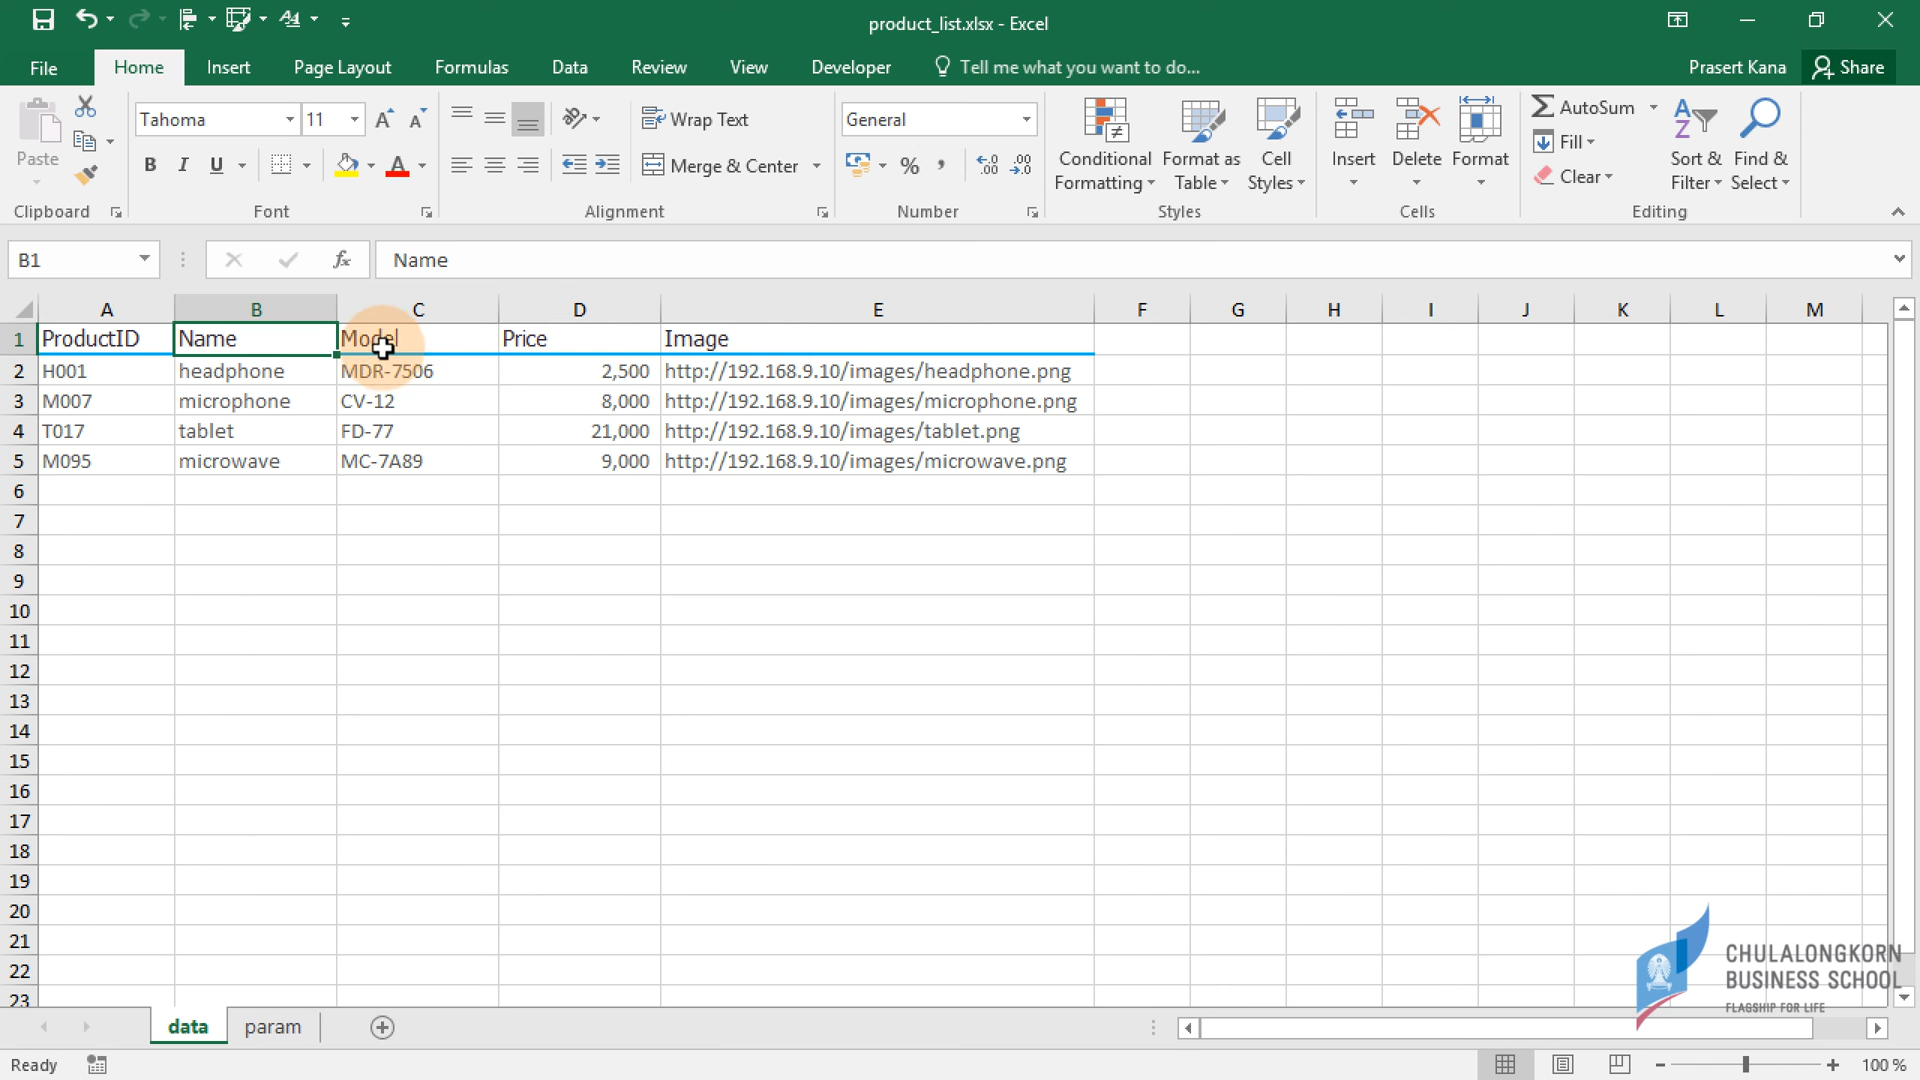 product_list.xlsx - Excel
File Home Insert Page Layout Formulas Data Review View Developer Tell me what you want to do... Prasert Kana Share
Paste
Clipboard
Tahoma 11
B I U A
Font
Wrap Text
Merge & Center
Alignment
General
%
Number
Conditional Formatting
Format as Table
Cell Styles
Styles
Insert Delete Format
Cells
AutoSum
Fill
Clear
Sort & Filter
Find & Select
Editing
B1 fx Name
A B C D E F G H I J K L M
1 ProductID Name Model Price Image
2 H001 headphone MDR-7506 2,500 http://192.168.9.10/images/headphone.png
3 M007 microphone CV-12 8,000 http://192.168.9.10/images/microphone.png
4 T017 tablet FD-77 21,000 http://192.168.9.10/images/tablet.png
5 M095 microwave MC-7A89 9,000 http://192.168.9.10/images/microwave.png
6
7
8
9
10
11
12
13
14
15
16
17
18
19
20
21
22
23
CHULALONGKORN
BUSINESS SCHOOL
FLAGSHIP FOR LIFE
data param
Ready 100 %